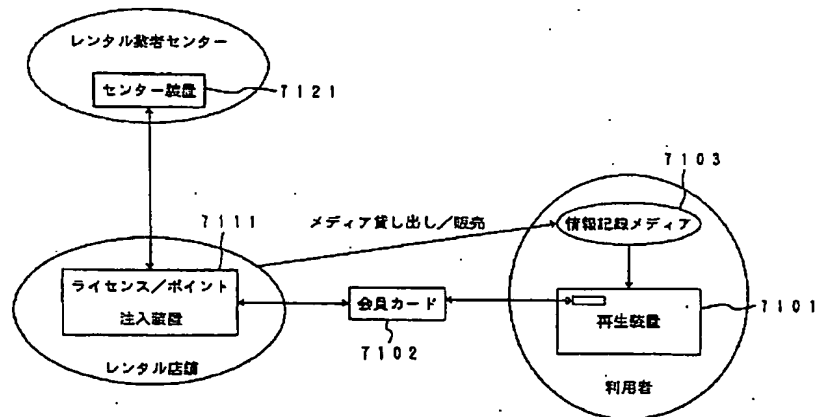 レンタル業者センター
センター装置
7121
7103
7111
メディア貸し出し/販売
情報記録メディア
ライセンス/ポイント
注入装置
会員カード
再生装置
7101
7102
レンタル店舗
利用者